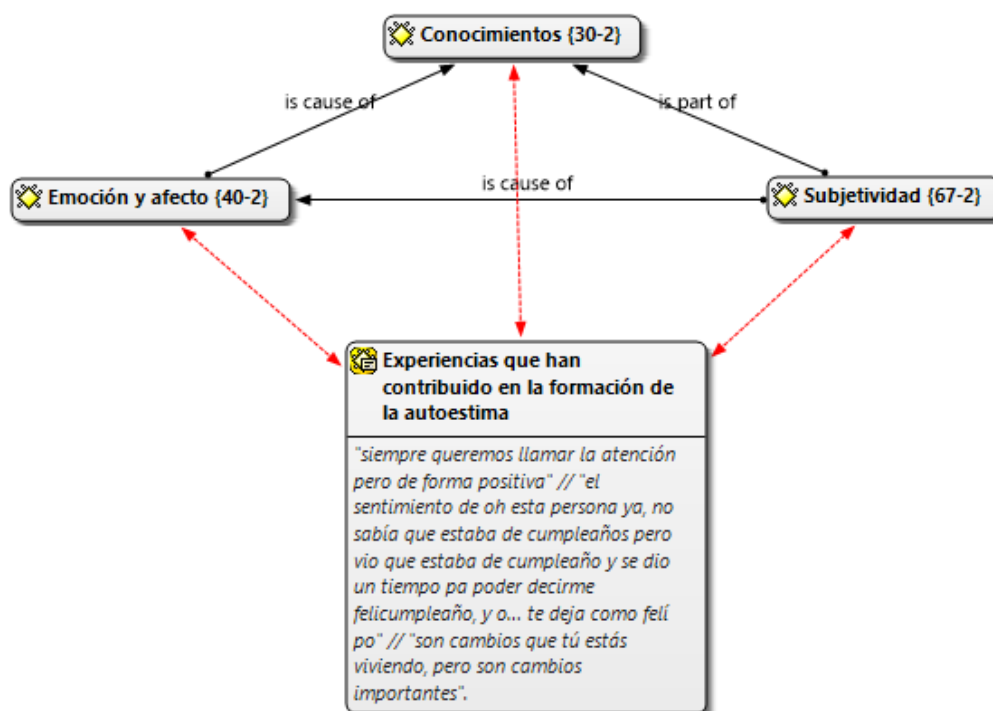 Conocimientos {30-2}
is cause of
is part of
Emoción y afecto {40-2}
is cause of
Subjetividad {67-2}
Experiencias que han
contribuido en la formación de
la autoestima
"siempre queremos llamar la atención
pero de forma positiva" // "el
sentimiento de oh esta persona ya, no
sabía que estaba de cumpleaños pero
vio que estaba de cumpleaño y se dio
un tiempo pa poder decirme
felicumpleaño, y o... te deja como felí
po" // "son cambios que tú estás
viviendo, pero son cambios
importantes".